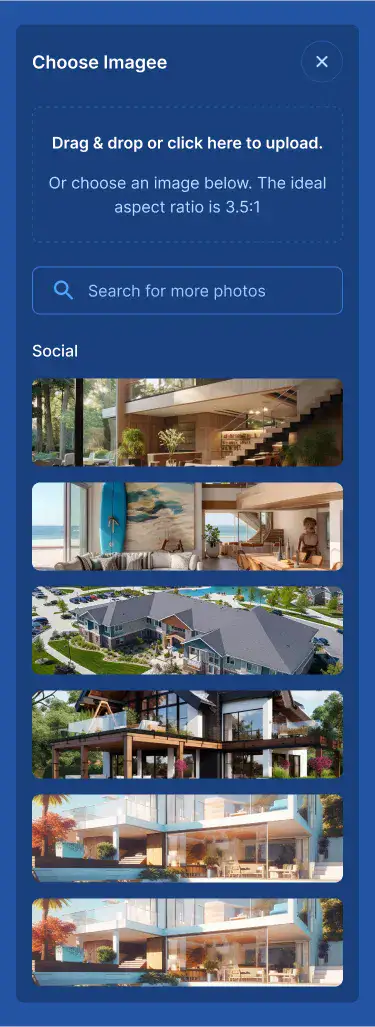 Choose Imagee
Drag & drop or click here to upload.
Or choose an image below. The ideal
aspect ratio is 3.5:1
Search for more photos
Social